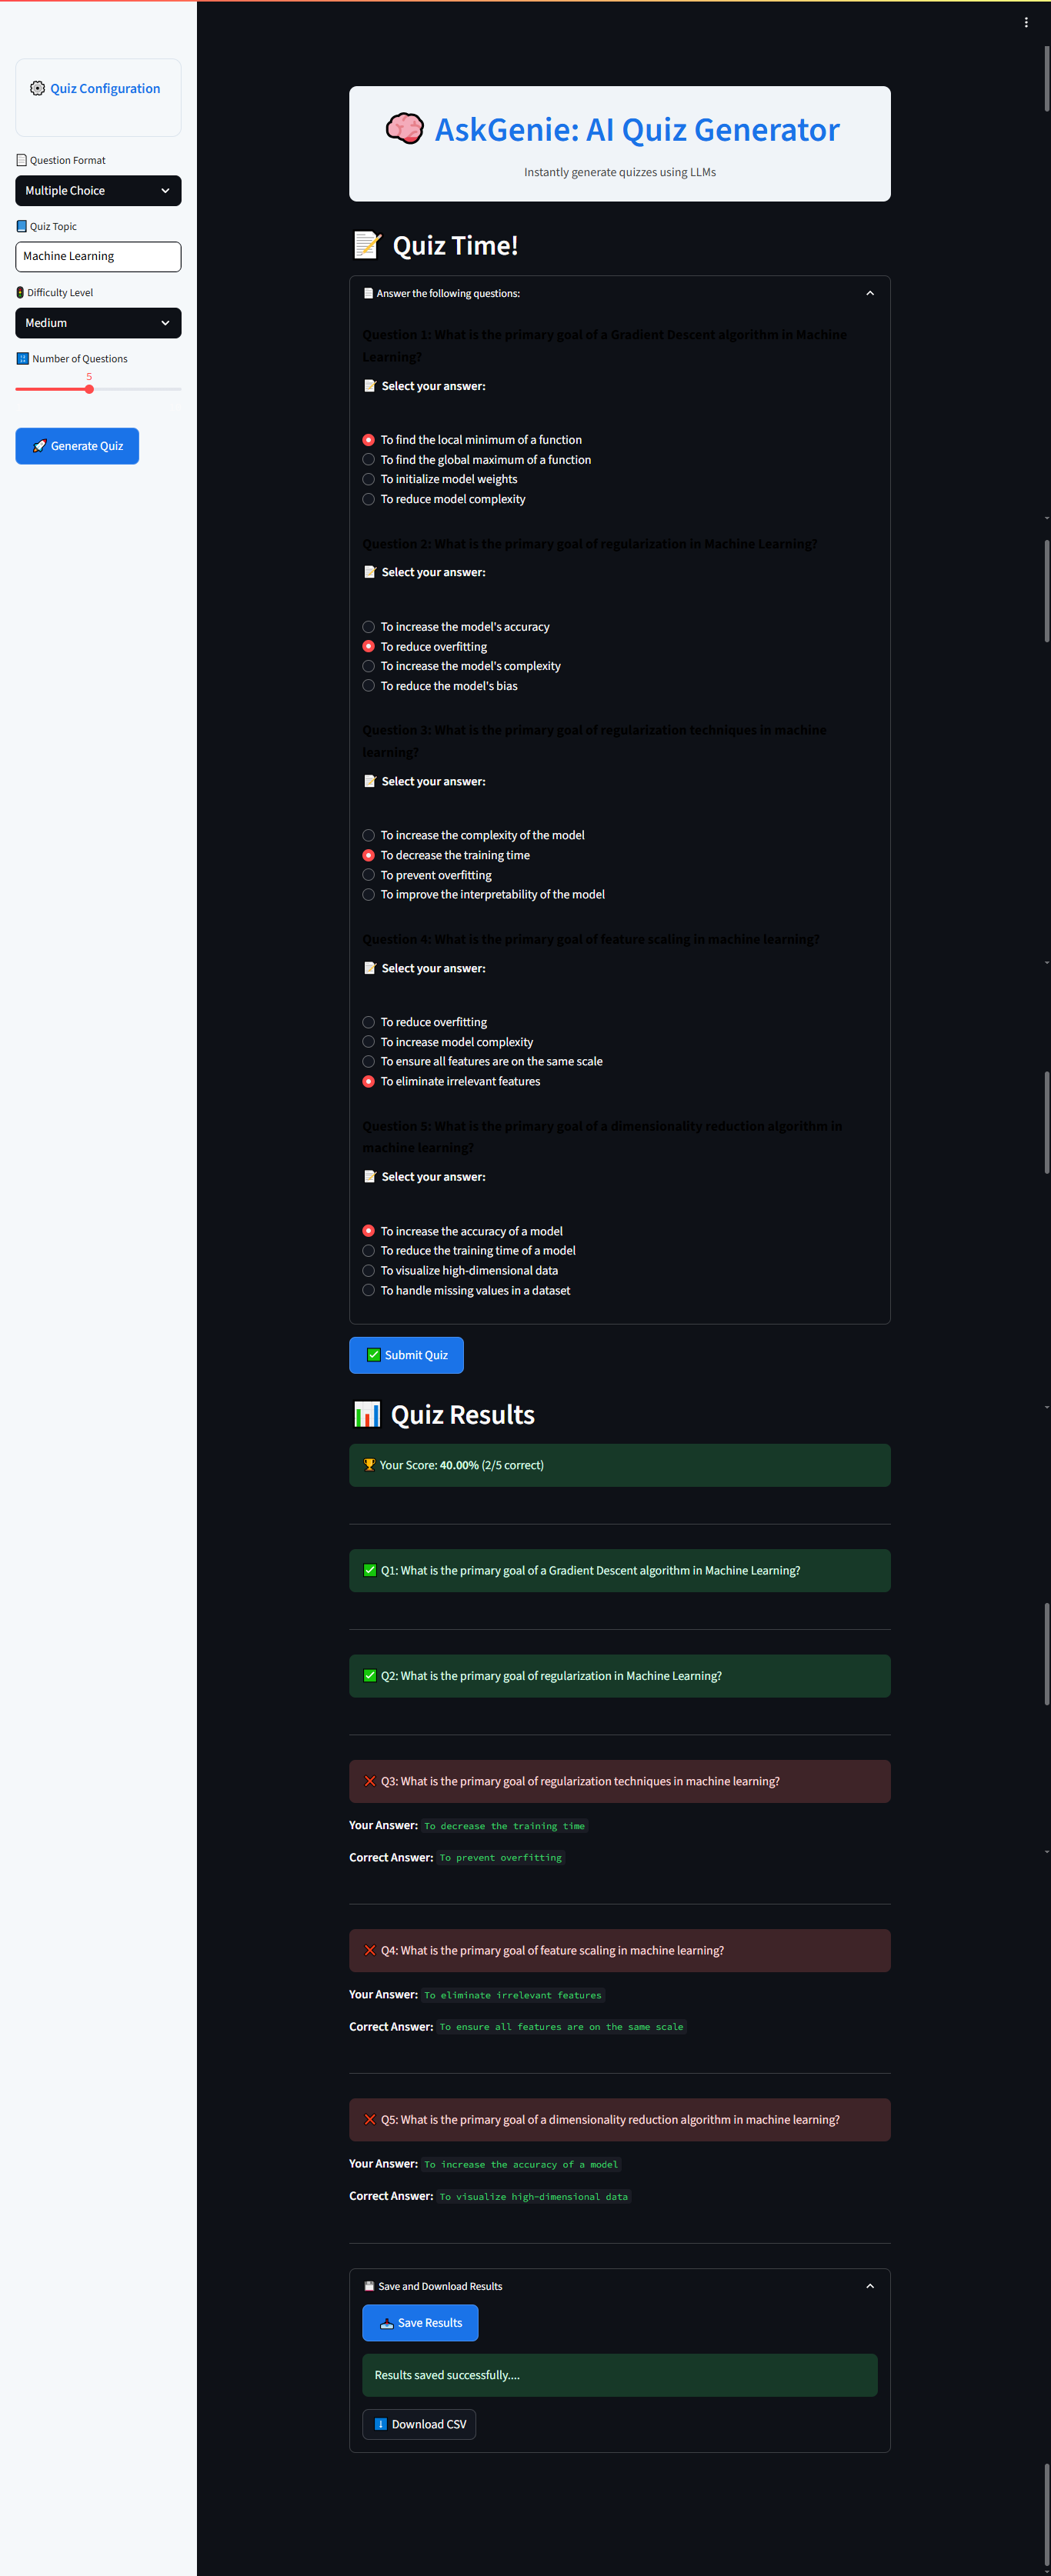 Quiz Configuration
Question Format
Multiple Choice
Quiz Topic
Machine Learning
Difficulty Level
Medium
Number of Questions
5
Generate Quiz
AskGenie: AI Quiz Generator
Instantly generate quizzes using LLMs
Quiz Time!
Answer the following questions:
Question 1: What is the primary goal of a Gradient Descent algorithm in Machine
Learning?
Select your answer:
To find the local minimum of a function
To find the global maximum of a function
To initialize model weights
To reduce model complexity
Question 2: What is the primary goal of regularization in Machine Learning?
Select your answer:
To increase the model's accuracy
To reduce overfitting
To increase the model's complexity
To reduce the model's bias
Question 3: What is the primary goal of regularization techniques in machine
learning?
Select your answer:
To increase the complexity of the model
To decrease the training time
To prevent overfitting
To improve the interpretability of the model
Question 4: What is the primary goal of feature scaling in machine learning?
Select your answer:
To reduce overfitting
To increase model complexity
To ensure all features are on the same scale
To eliminate irrelevant features
Question 5: What is the primary goal of a dimensionality reduction algorithm in
machine learning?
Select your answer:
To increase the accuracy of a model
To reduce the training time of a model
To visualize high-dimensional data
To handle missing values in a dataset
Submit Quiz
Quiz Results
Your Score: 40.00% (2/5 correct)
Q1: What is the primary goal of a Gradient Descent algorithm in Machine Learning?
Q2: What is the primary goal of regularization in Machine Learning?
Q3: What is the primary goal of regularization techniques in machine learning?
Your Answer: To decrease the training time
Correct Answer: To prevent overfitting
Q4: What is the primary goal of feature scaling in machine learning?
Your Answer: To eliminate irrelevant features
Correct Answer: To ensure all features are on the same scale
Q5: What is the primary goal of a dimensionality reduction algorithm in machine learning?
Your Answer: To increase the accuracy of a model
Correct Answer: To visualize high-dimensional data
Save and Download Results
Save Results
Results saved successfully....
Download CSV